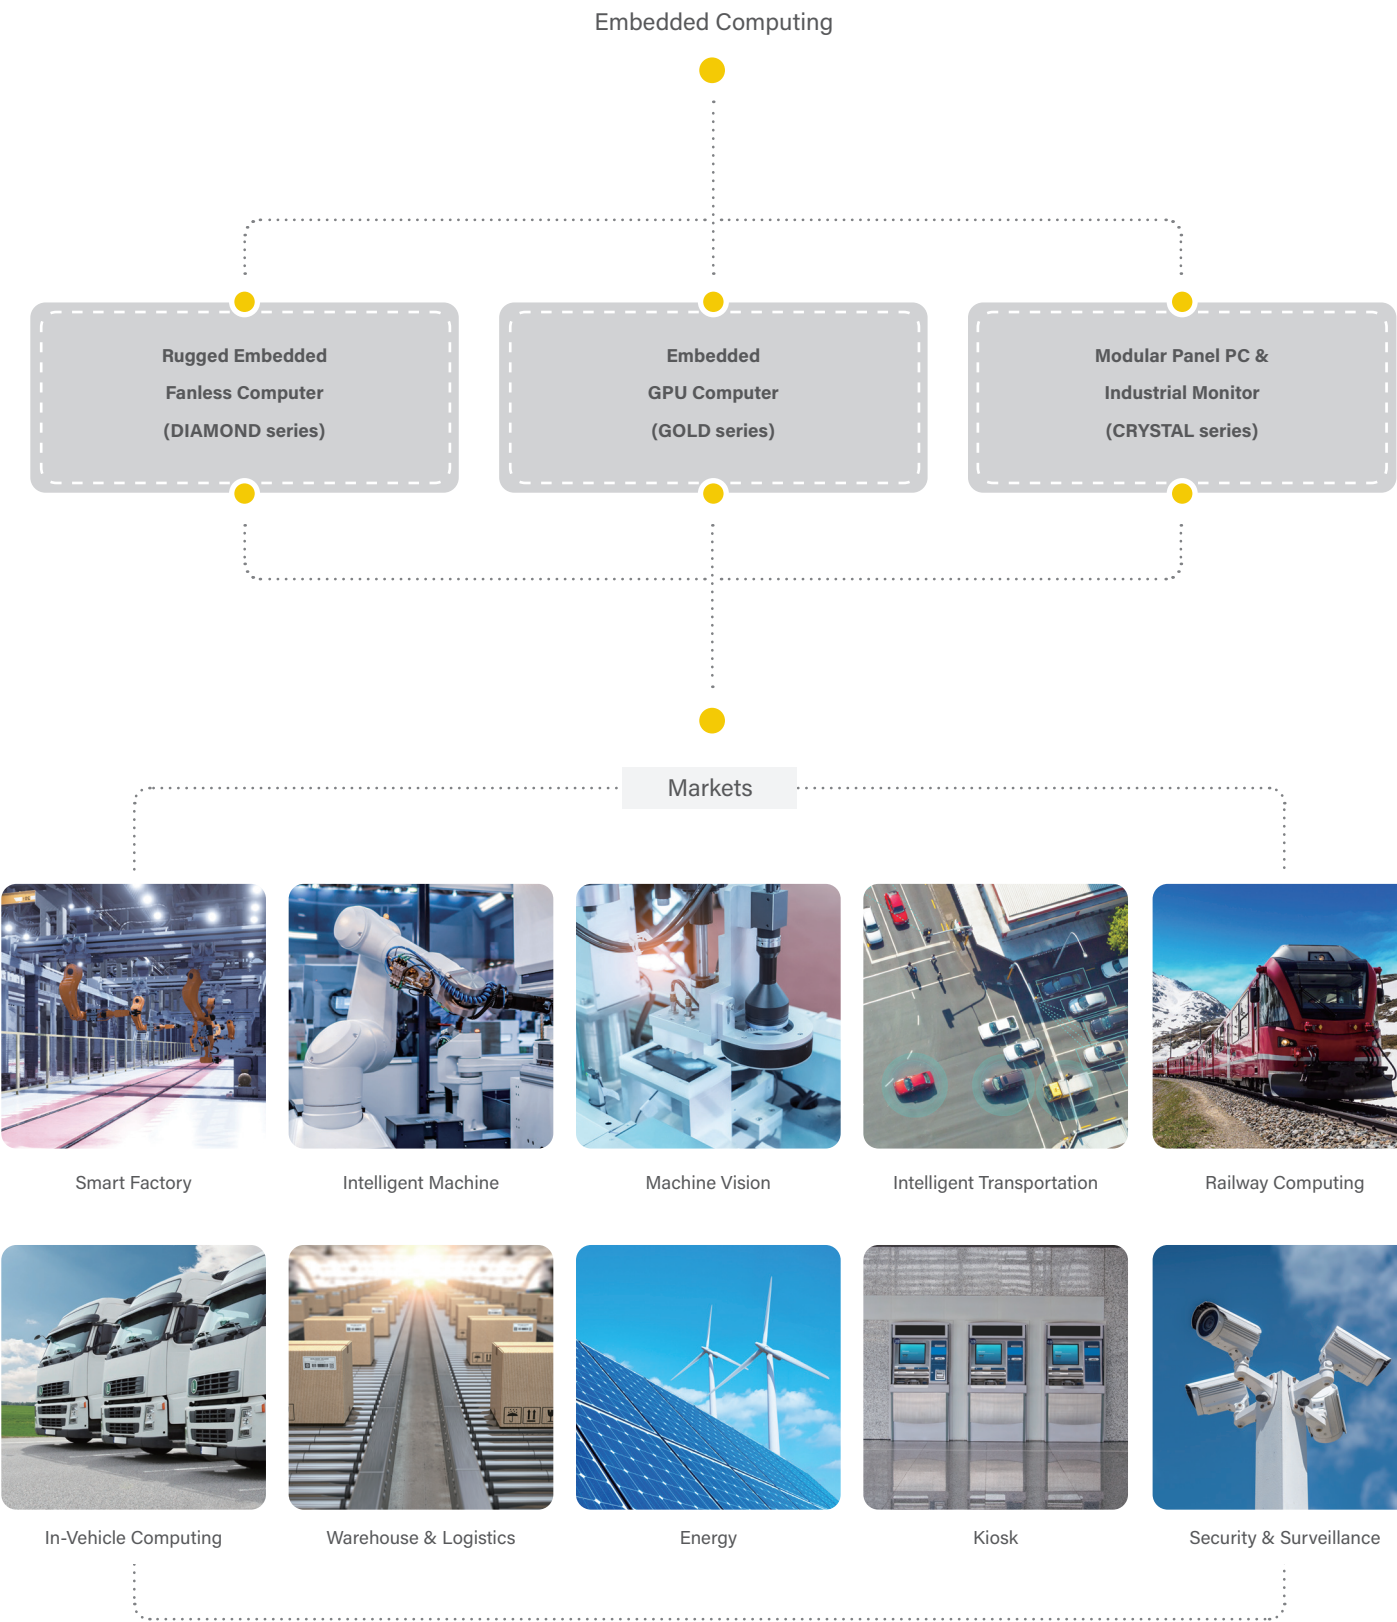 Embedded Computing
Rugged Embedded
Fanless Computer
(DIAMOND series)
Embedded
GPU Computer
(GOLD series)
Modular Panel PC &
Industrial Monitor
(CRYSTAL series)
Markets
Smart Factory
Intelligent Machine
Machine Vision
Intelligent Transportation
Railway Computing
In-Vehicle Computing
Warehouse & Logistics
Energy
Kiosk
Security & Surveillance